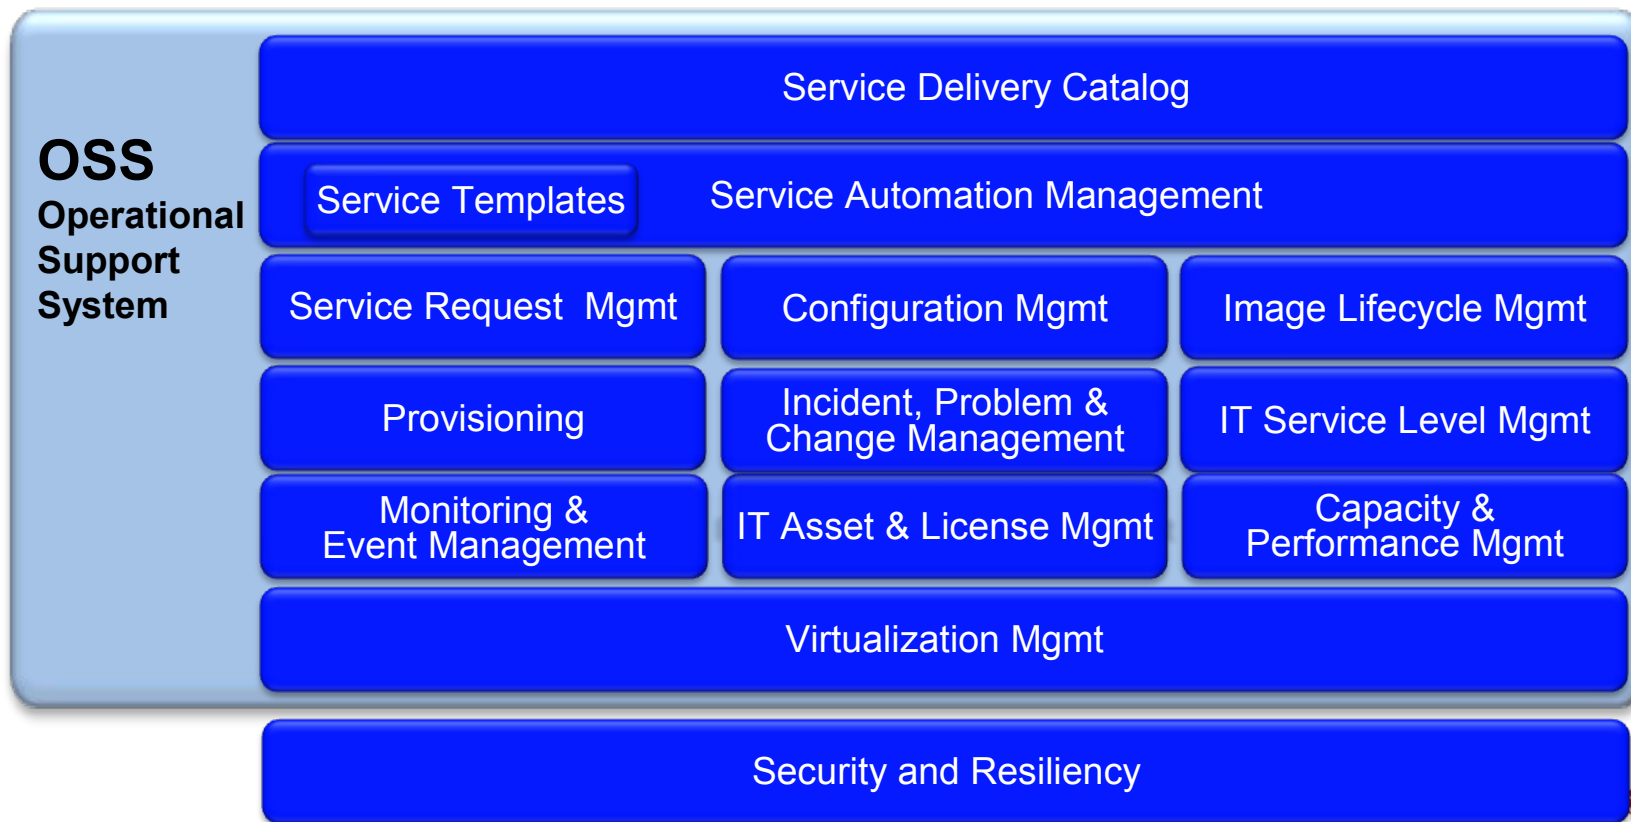 Service Delivery Catalog
OSS
Operational
Support
System
Service Templates
Service Automation Management
Service Request Mgmt
Configuration Mgmt
Image Lifecycle Mgmt
Provisioning
Incident, Problem &
Change Management
IT Service Level Mgmt
Monitoring &
Event Management
IT Asset & License Mgmt
Capacity &
Performance Mgmt
Virtualization Mgmt
Security and Resiliency